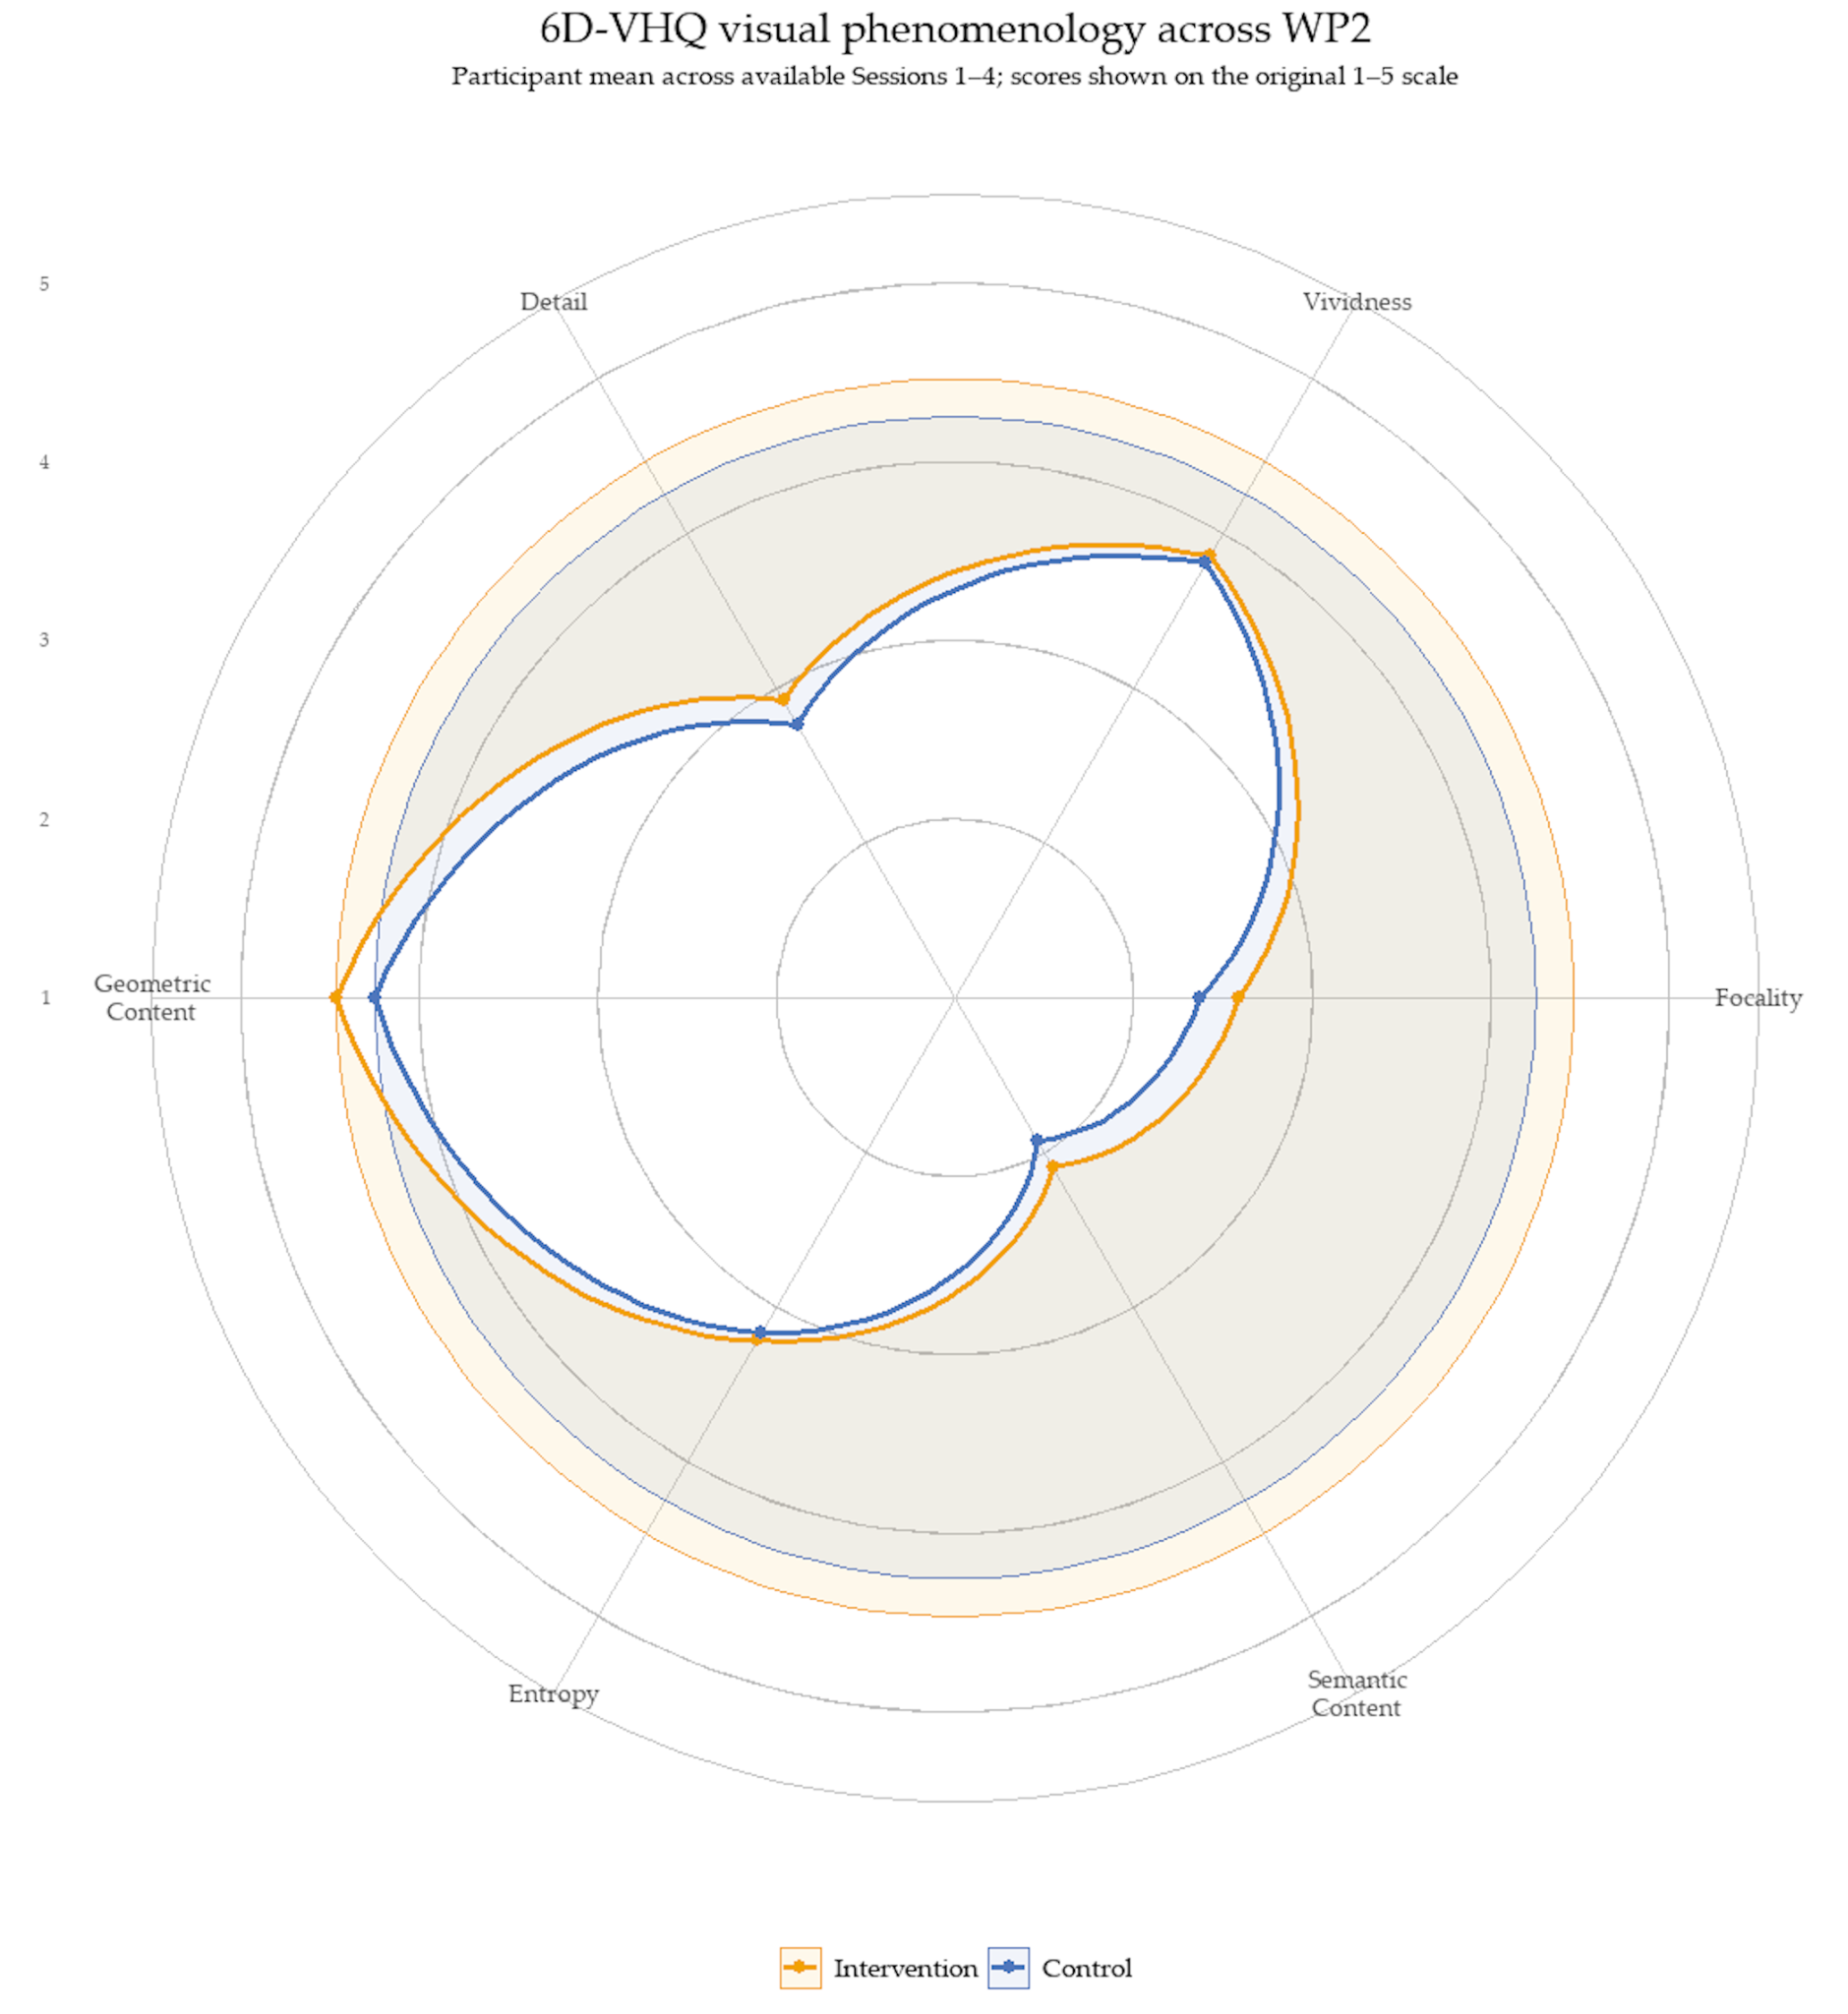 6D-VHQ visual phenomenology across WP2
Participant mean across available Sessions 1–4; scores shown on the original 1–5 scale
5
Detail
Vividness
4
3
2
Geometric
Content
1
Focality
Entropy
Semantic
Content
Intervention
Control